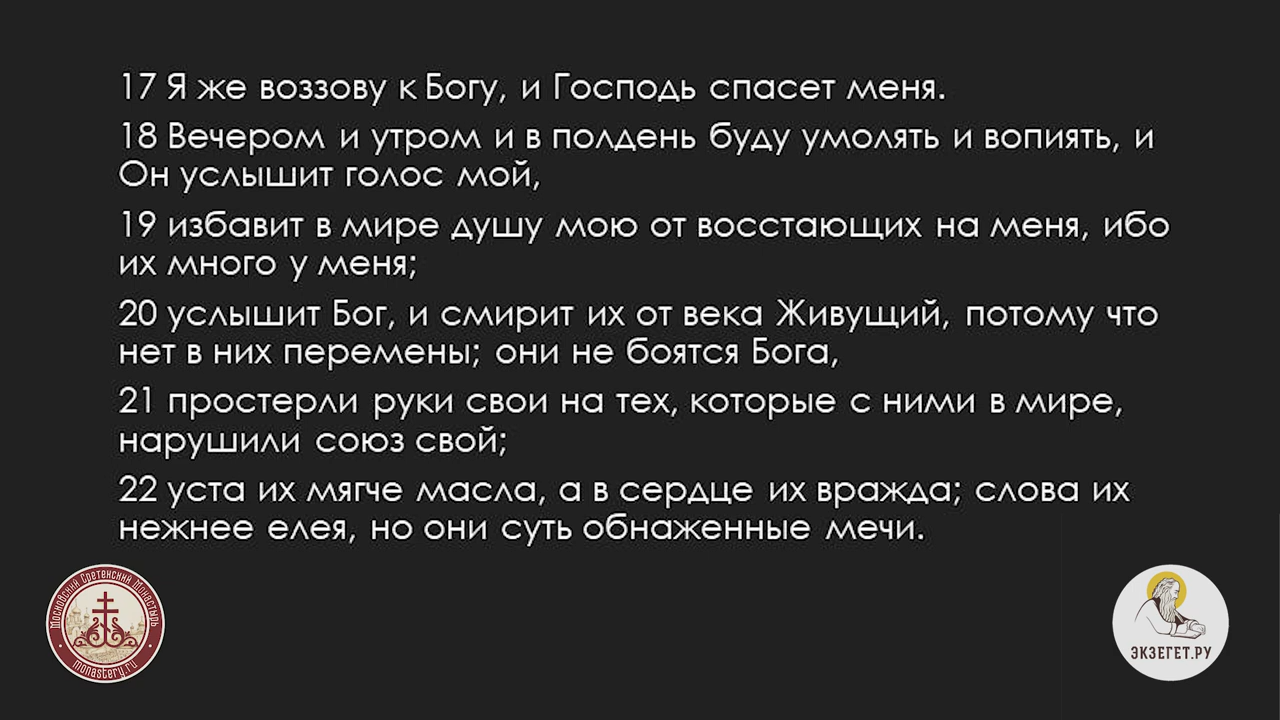 17 Я же воззову к Богу, и Господь спасет меня.
18 Вечером и утром и в полдень буду умолять и вопиять, и
Он услышит голос мой,
19 избавит в мире душу мою от восстающих на меня, ибо
их много у меня;
20 услышит Бог, и смирит их от века Живущий, потому что
нет в них перемены; они не боятся Бога,
21 простерли руки свои на тех, которые с ними в мире,
нарушили союз свой;
22 уста их мягче масла, а в сердце их вражда; слова их
нежнее елея, но они суть обнаженные мечи.
Московский Сретенский Монастырь
monastery.ru
ЭКЗЕГЕТ.РУ